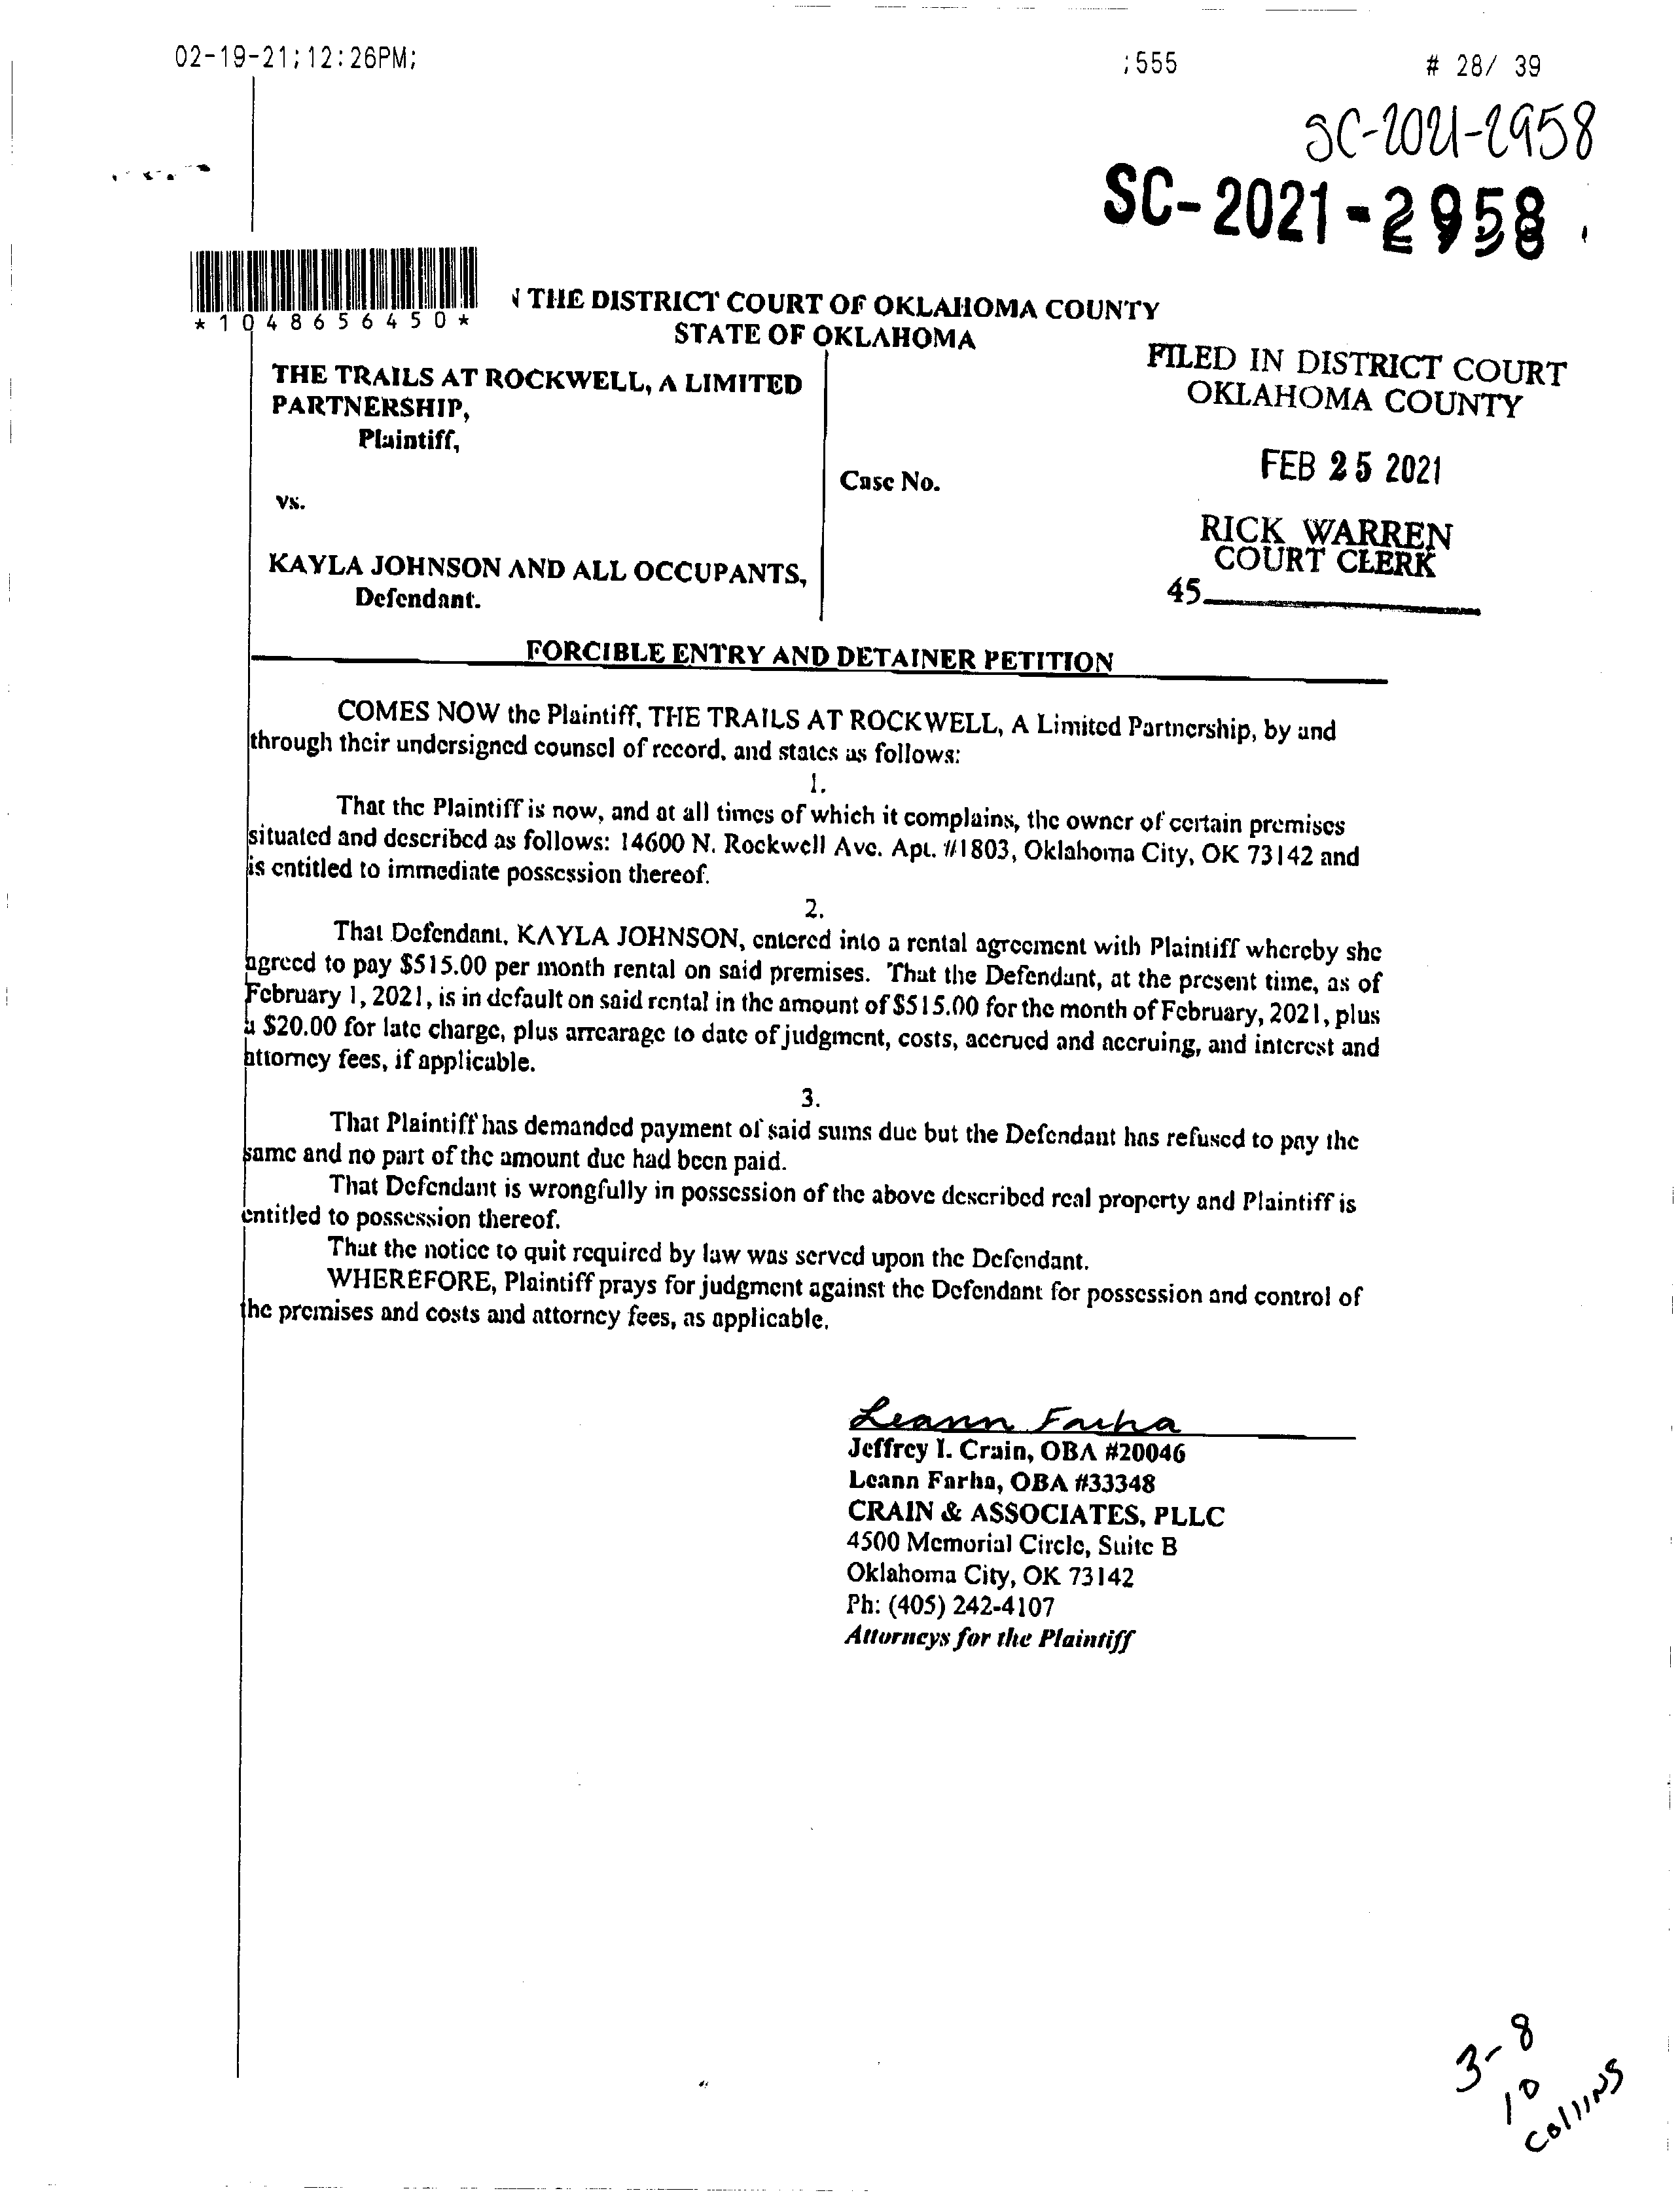 02-19-21;12:26PM; ;555 # 28/ 39
SC-2021-2958
SC-2021-2958
*1048656450*
THE DISTRICT COURT OF OKLAHOMA COUNTY
STATE OF OKLAHOMA
THE TRAILS AT ROCKWELL, A LIMITED
PARTNERSHIP,
Plaintiff,
vs.
KAYLA JOHNSON AND ALL OCCUPANTS,
Defendant.
Case No.
FILED IN DISTRICT COURT
OKLAHOMA COUNTY
FEB 25 2021
RICK WARREN
COURT CLERK
45
FORCIBLE ENTRY AND DETAINER PETITION
COMES NOW the Plaintiff, THE TRAILS AT ROCKWELL, A Limited Partnership, by and
through their undersigned counsel of record, and states as follows:
1.
That the Plaintiff is now, and at all times of which it complains, the owner of certain premises
situated and described as follows: 14600 N. Rockwell Ave. Apt. #1803, Oklahoma City, OK 73142 and
is entitled to immediate possession thereof.
2.
That Defendant, KAYLA JOHNSON, entered into a rental agreement with Plaintiff whereby she
agreed to pay $515.00 per month rental on said premises. That the Defendant, at the present time, as of
February 1, 2021, is in default on said rental in the amount of $515.00 for the month of February, 2021, plus
a $20.00 for late charge, plus arrearage to date of judgment, costs, accrued and accruing, and interest and
attorney fees, if applicable.
3.
That Plaintiff has demanded payment of said sums due but the Defendant has refused to pay the
same and no part of the amount due had been paid.
That Defendant is wrongfully in possession of the above described real property and Plaintiff is
entitled to possession thereof.
That the notice to quit required by law was served upon the Defendant.
WHEREFORE, Plaintiff prays for judgment against the Defendant for possession and control of
the premises and costs and attorney fees, as applicable.
Leann Farha
Jeffrey I. Crain, OBA #20046
Leann Farha, OBA #33348
CRAIN & ASSOCIATES, PLLC
4500 Memorial Circle, Suite B
Oklahoma City, OK 73142
Ph: (405) 242-4107
Attorneys for the Plaintiff
3-8
10
Collins